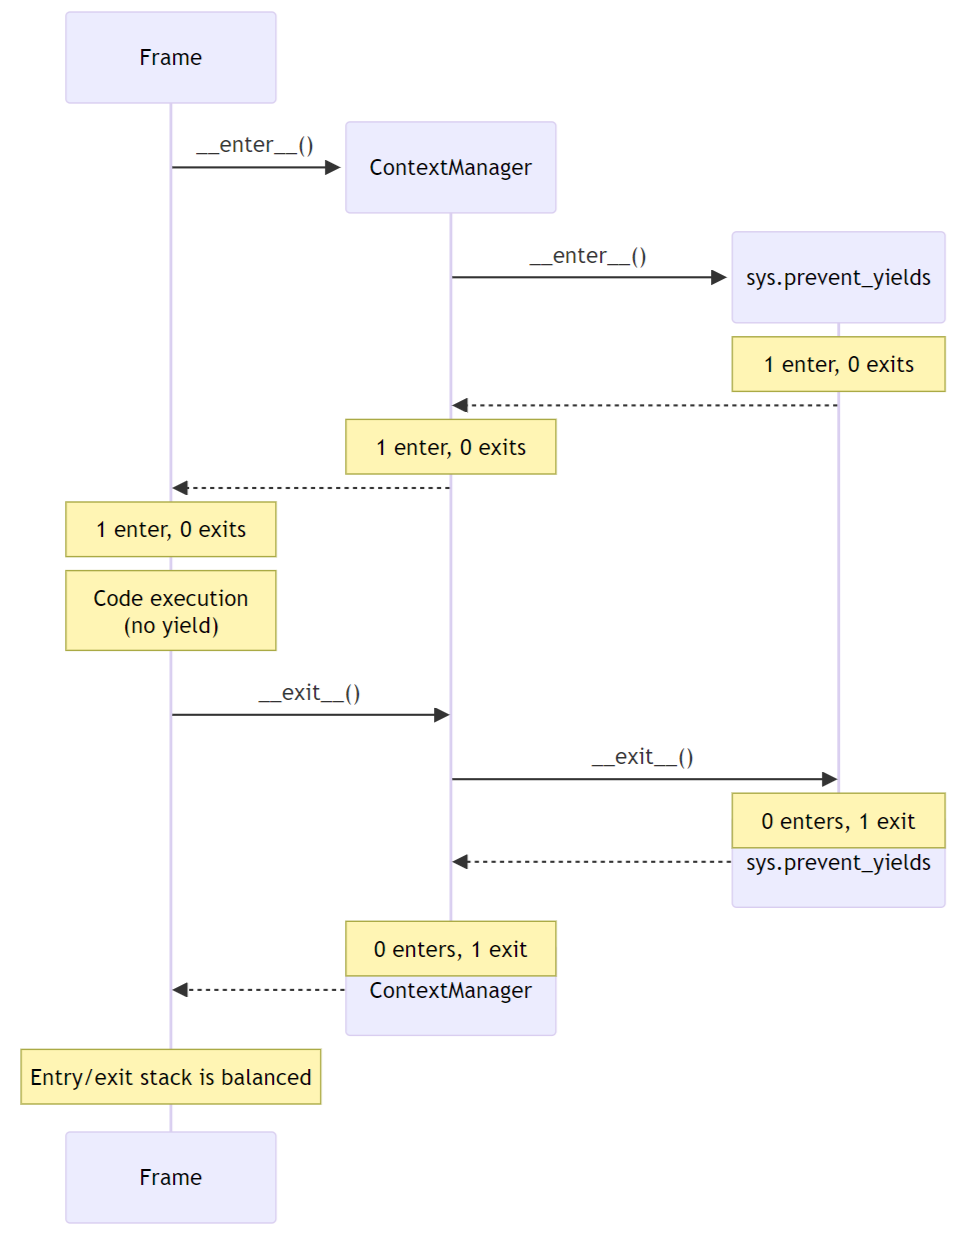 Frame
__enter__()
ContextManager
__enter__()
sys.prevent_yields
1 enter, 0 exits
1 enter, 0 exits
1 enter, 0 exits
Code execution
(no yield)
__exit__()
__exit__()
0 enters, 1 exit
sys.prevent_yields
0 enters, 1 exit
ContextManager
Entry/exit stack is balanced
Frame